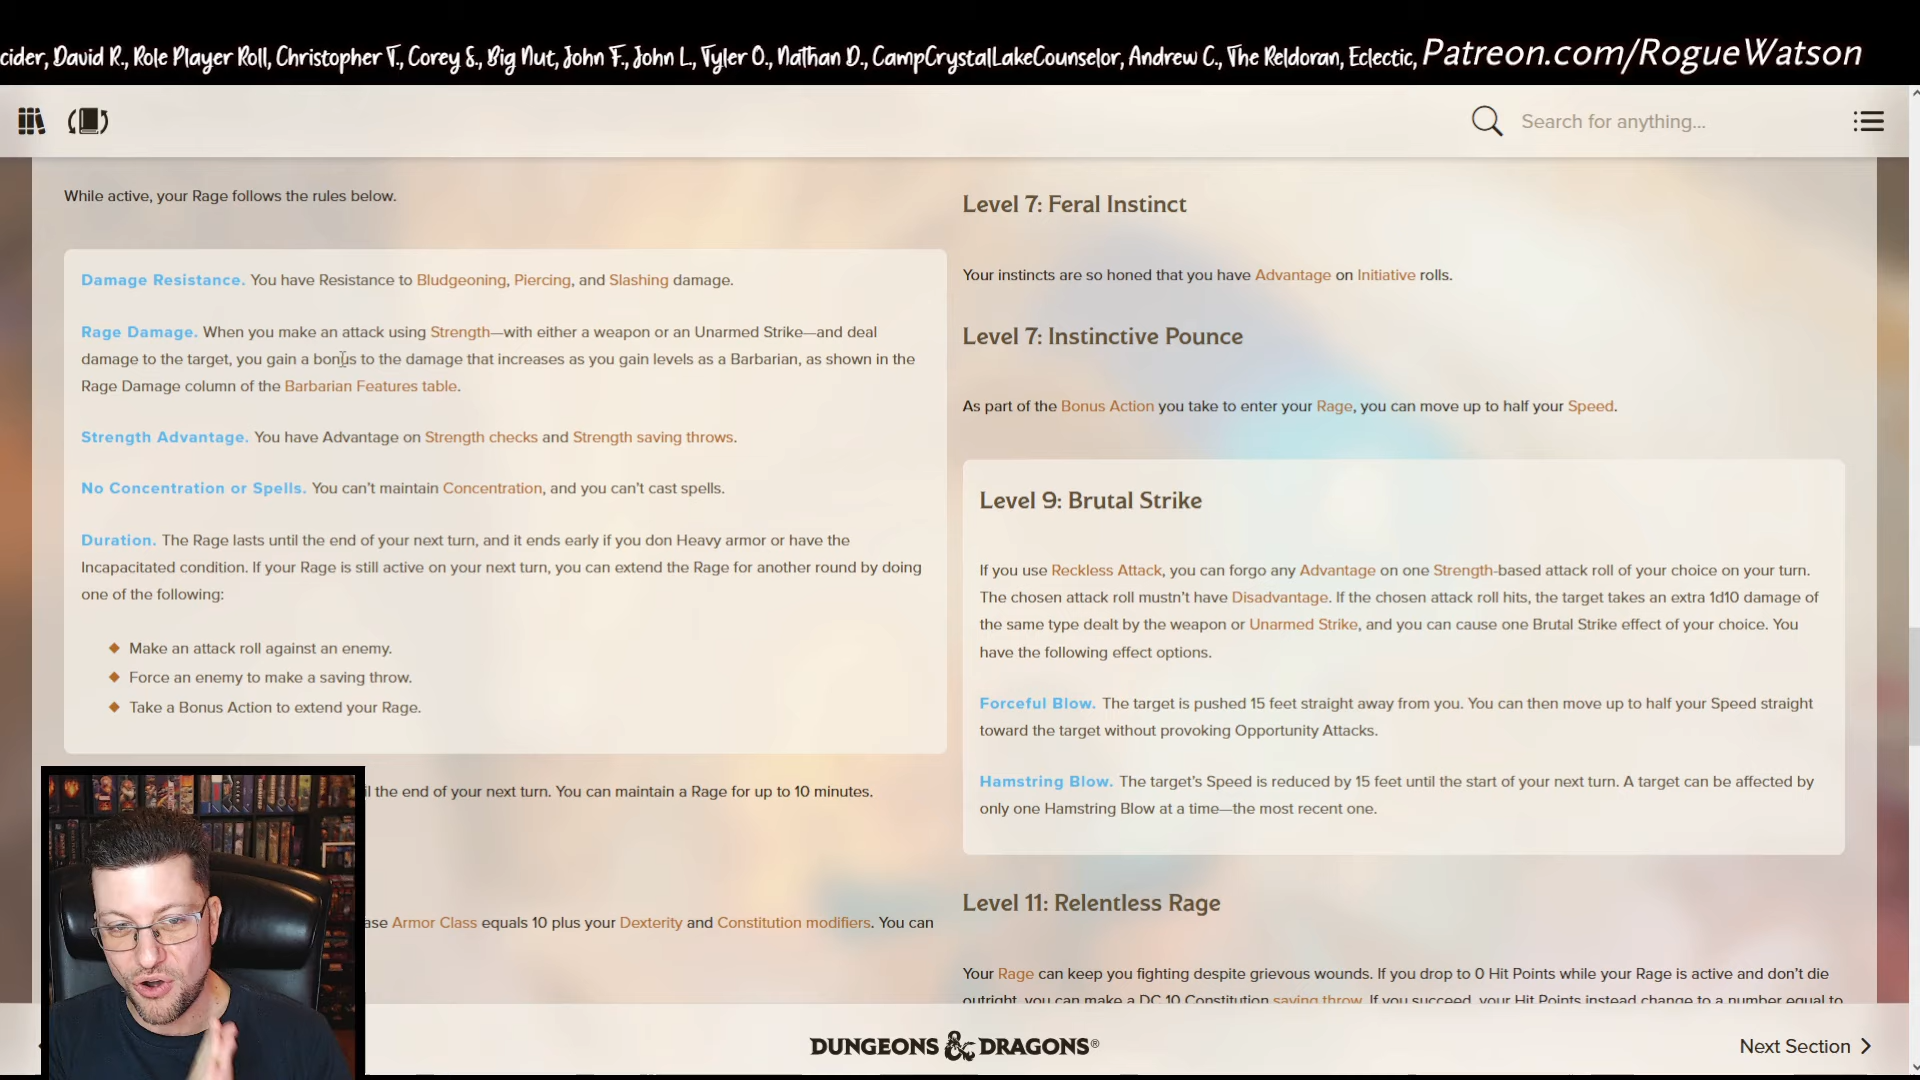 cider, David R., Role Player Roll, Christopher T., Corey S., Big Nut, John F., John L., Tyler O., Nathan D., CampCrystalLakeCounselor, Andrew C., The Reldoran, Eclectic, Patreon.com/RogueWatson
Search for anything...
While active, your Rage follows the rules below.
Damage Resistance. You have Resistance to Bludgeoning, Piercing, and Slashing damage.
Rage Damage. When you make an attack using Strength—with either a weapon or an Unarmed Strike—and deal
damage to the target, you gain a bonus to the damage that increases as you gain levels as a Barbarian, as shown in the
Rage Damage column of the Barbarian Features table.
Strength Advantage. You have Advantage on Strength checks and Strength saving throws.
No Concentration or Spells. You can't maintain Concentration, and you can't cast spells.
Duration. The Rage lasts until the end of your next turn, and it ends early if you don Heavy armor or have the
Incapacitated condition. If your Rage is still active on your next turn, you can extend the Rage for another round by doing
one of the following:
Make an attack roll against an enemy.
Force an enemy to make a saving throw.
Take a Bonus Action to extend your Rage.
the end of your next turn. You can maintain a Rage for up to 10 minutes.
Armor Class equals 10 plus your Dexterity and Constitution modifiers. You can
Level 7: Feral Instinct
Your instincts are so honed that you have Advantage on Initiative rolls.
Level 7: Instinctive Pounce
As part of the Bonus Action you take to enter your Rage, you can move up to half your Speed.
Level 9: Brutal Strike
If you use Reckless Attack, you can forgo any Advantage on one Strength-based attack roll of your choice on your turn.
The chosen attack roll mustn't have Disadvantage. If the chosen attack roll hits, the target takes an extra 1d10 damage of
the same type dealt by the weapon or Unarmed Strike, and you can cause one Brutal Strike effect of your choice. You
have the following effect options.
Forceful Blow. The target is pushed 15 feet straight away from you. You can then move up to half your Speed straight
toward the target without provoking Opportunity Attacks.
Hamstring Blow. The target's Speed is reduced by 15 feet until the start of your next turn. A target can be affected by
only one Hamstring Blow at a time—the most recent one.
Level 11: Relentless Rage
Your Rage can keep you fighting despite grievous wounds. If you drop to 0 Hit Points while your Rage is active and don't die
outright, you can make a DC 10 Constitution saving throw. If you succeed, your Hit Points instead change to a number equal to
DUNGEONS & DRAGONS®
Next Section